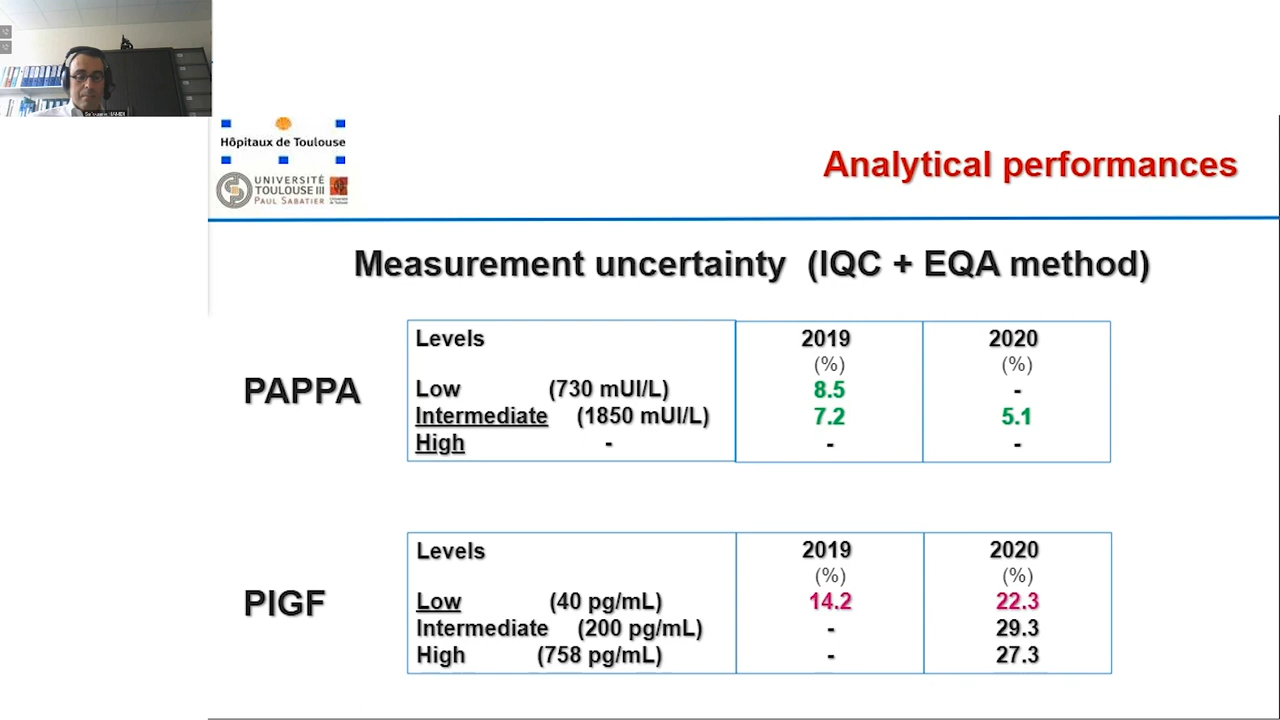 Hôpitaux de Toulouse
UNIVERSITÉ
TOULOUSE III
PAUL SABATIER
Analytical performances
Measurement uncertainty (IQC + EQA method)
PAPPA
Levels 2019 2020
(%) (%)
Low (730 mUI/L) 8.5 -
Intermediate (1850 mUI/L) 7.2 5.1
High - - -
PIGF
Levels 2019 2020
(%) (%)
Low (40 pg/mL) 14.2 22.3
Intermediate (200 pg/mL) - 29.3
High (758 pg/mL) - 27.3